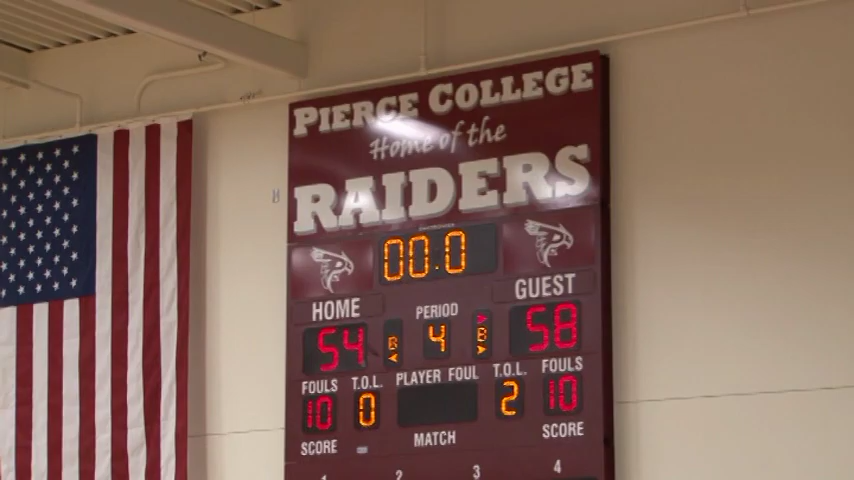 PIERCE COLLEGE
Home of the
RAIDERS
00.0
HOME PERIOD GUEST
54 B 4 B 58
FOULS T.O.L. PLAYER FOUL T.O.L. FOULS
10 0 2 10
SCORE MATCH SCORE
1 2 3 4